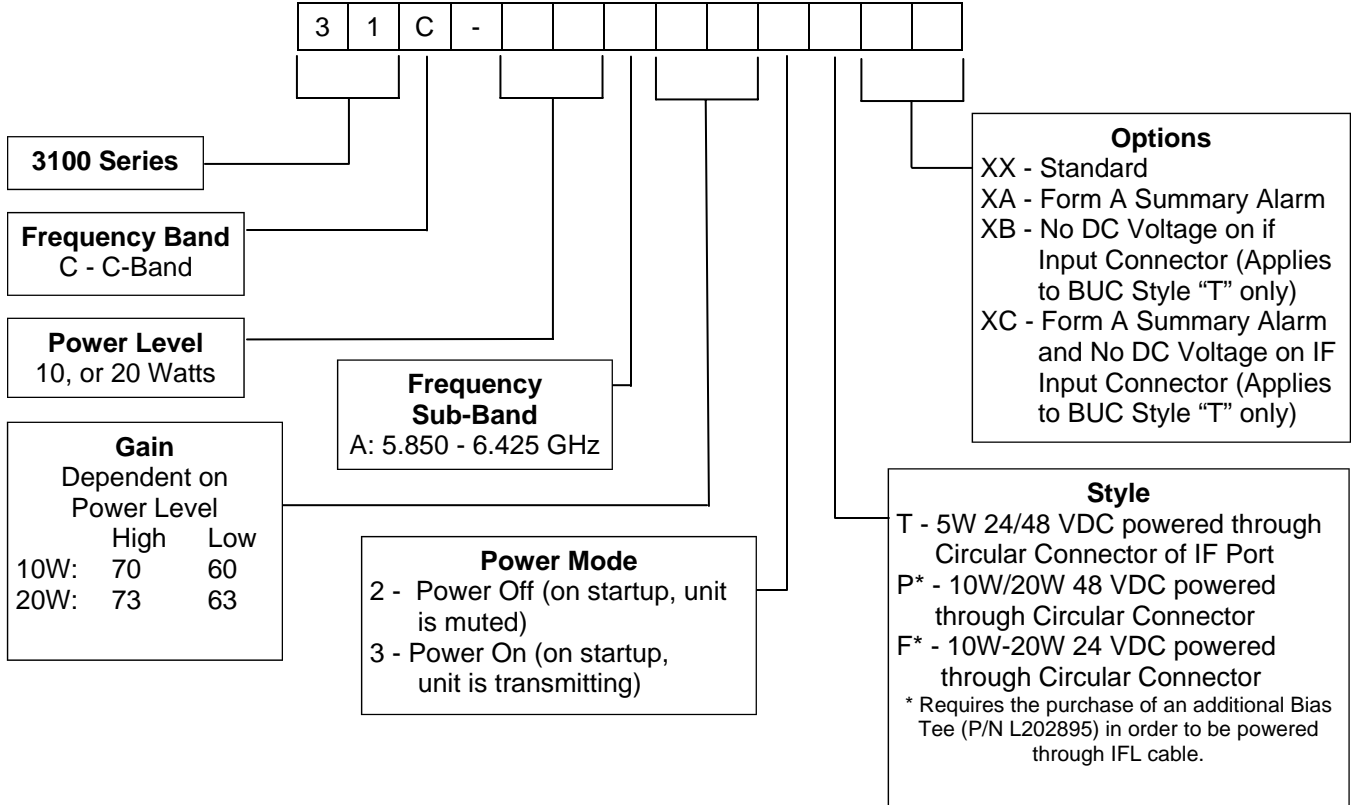 3 1 C -
3100 Series
Frequency Band
C - C-Band
Power Level
10, or 20 Watts
Gain
Dependent on
Power Level
High Low
10W: 70 60
20W: 73 63
Frequency
Sub-Band
A: 5.850 - 6.425 GHz
Power Mode
2 - Power Off (on startup, unit
is muted)
3 - Power On (on startup,
unit is transmitting)
Options
XX - Standard
XA - Form A Summary Alarm
XB - No DC Voltage on if
Input Connector (Applies
to BUC Style “T” only)
XC - Form A Summary Alarm
and No DC Voltage on IF
Input Connector (Applies
to BUC Style “T” only)
Style
T - 5W 24/48 VDC powered through
Circular Connector of IF Port
P* - 10W/20W 48 VDC powered
through Circular Connector
F* - 10W-20W 24 VDC powered
through Circular Connector
* Requires the purchase of an additional Bias
Tee (P/N L202895) in order to be powered
through IFL cable.